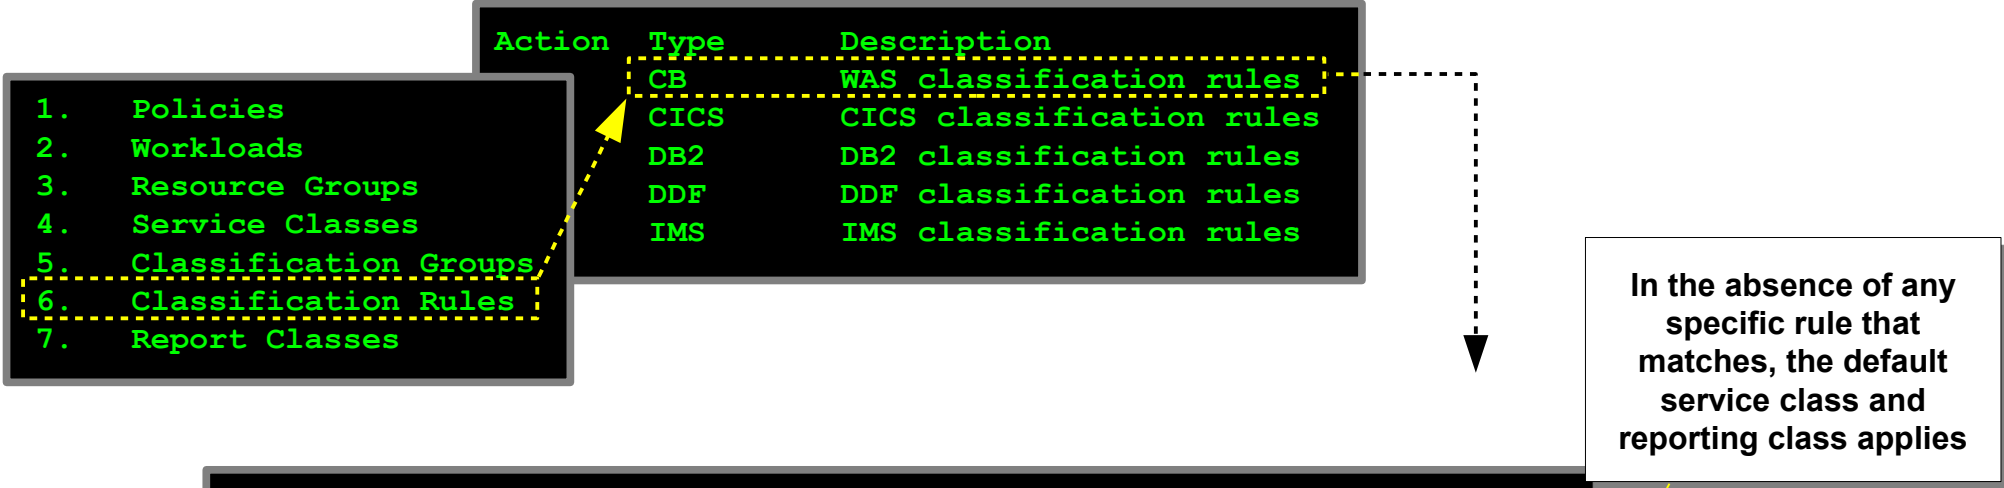 Action Type Description
CB WAS classification rules
CICS CICS classification rules
DB2 DB2 classification rules
DDF DDF classification rules
IMS IMS classification rules
1. Policies
2. Workloads
3. Resource Groups
4. Service Classes
5. Classification Groups
6. Classification Rules
7. Report Classes
In the absence of any
specific rule that
matches, the default
service class and
reporting class applies